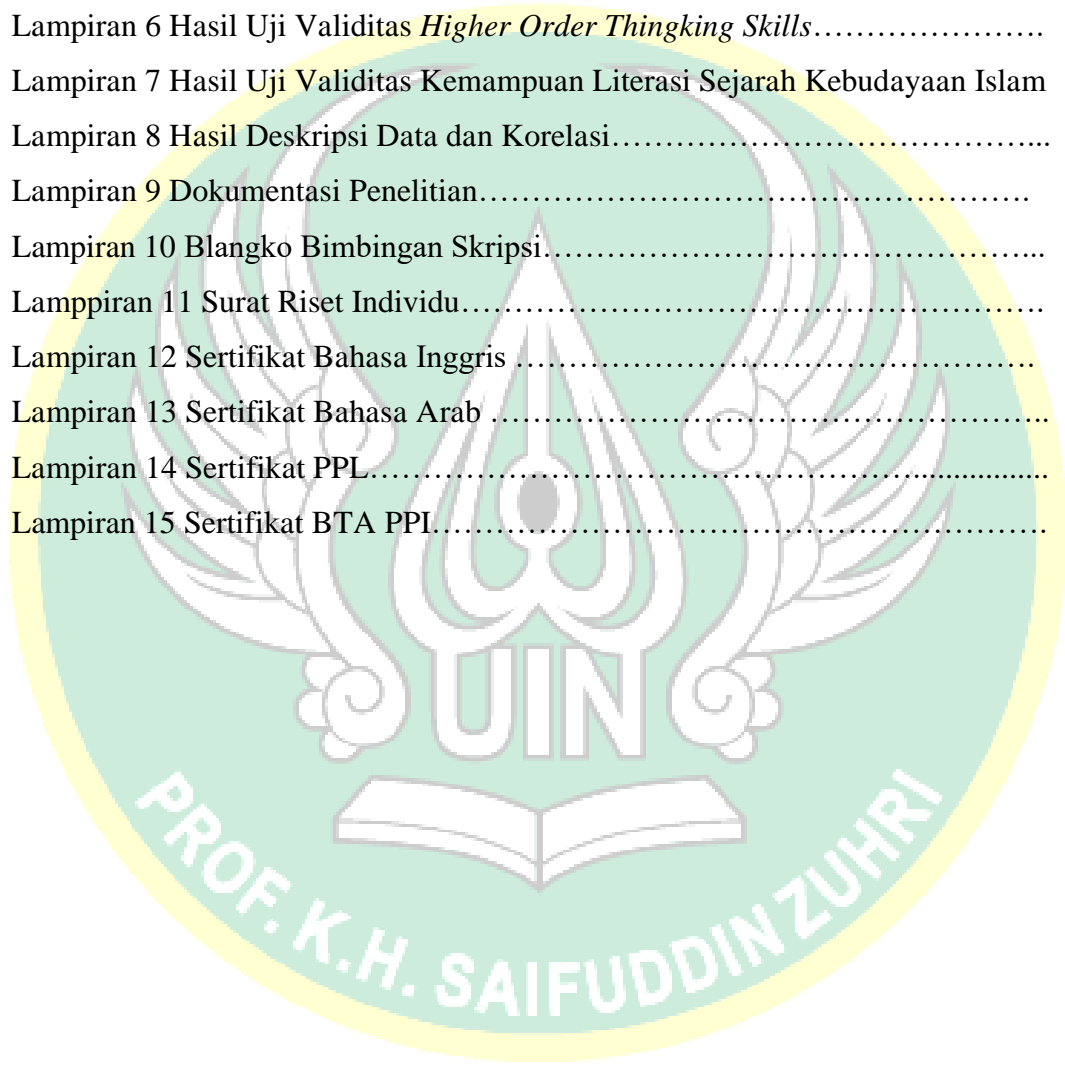 Lampiran 6 Hasil Uji Validitas Higher Order Thingking Skills………………….
Lampiran 7 Hasil Uji Validitas Kemampuan Literasi Sejarah Kebudayaan Islam
Lampiran 8 Hasil Deskripsi Data dan Korelasi…………………………………...
Lampiran 9 Dokumentasi Penelitian…………………………………………….
Lampiran 10 Blangko Bimbingan Skripsi………………………………………...
Lamppiran 11 Surat Riset Individu……………………………………………….
Lampiran 12 Sertifikat Bahasa Inggris ………………………………………….
Lampiran 13 Sertifikat Bahasa Arab ……………………………………………..
Lampiran 14 Sertifikat PPL……………………………………………..................
Lampiran 15 Sertifikat BTA PPI…………………………………………………
UIN
PROF. K.H. SAIFUDDIN ZUHRI